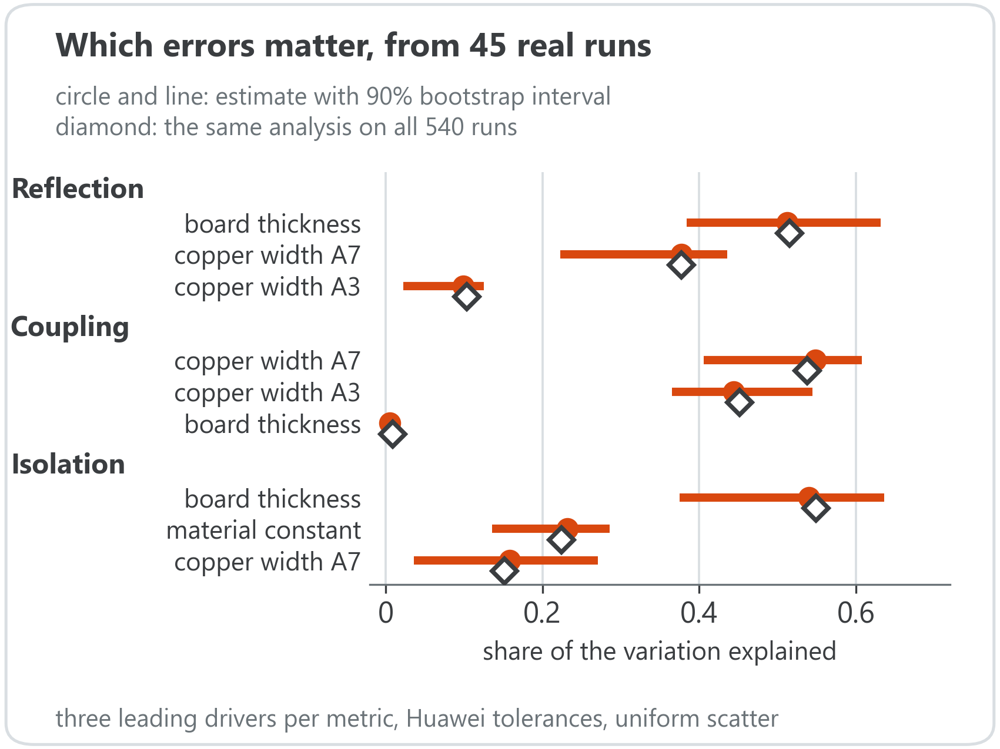 Which errors matter, from 45 real runs
circle and line: estimate with 90% bootstrap interval
diamond: the same analysis on all 540 runs
Reflection
board thickness
copper width A7
copper width A3
Coupling
copper width A7
copper width A3
board thickness
Isolation
board thickness
material constant
copper width A7
0 0.2 0.4 0.6
share of the variation explained
three leading drivers per metric, Huawei tolerances, uniform scatter